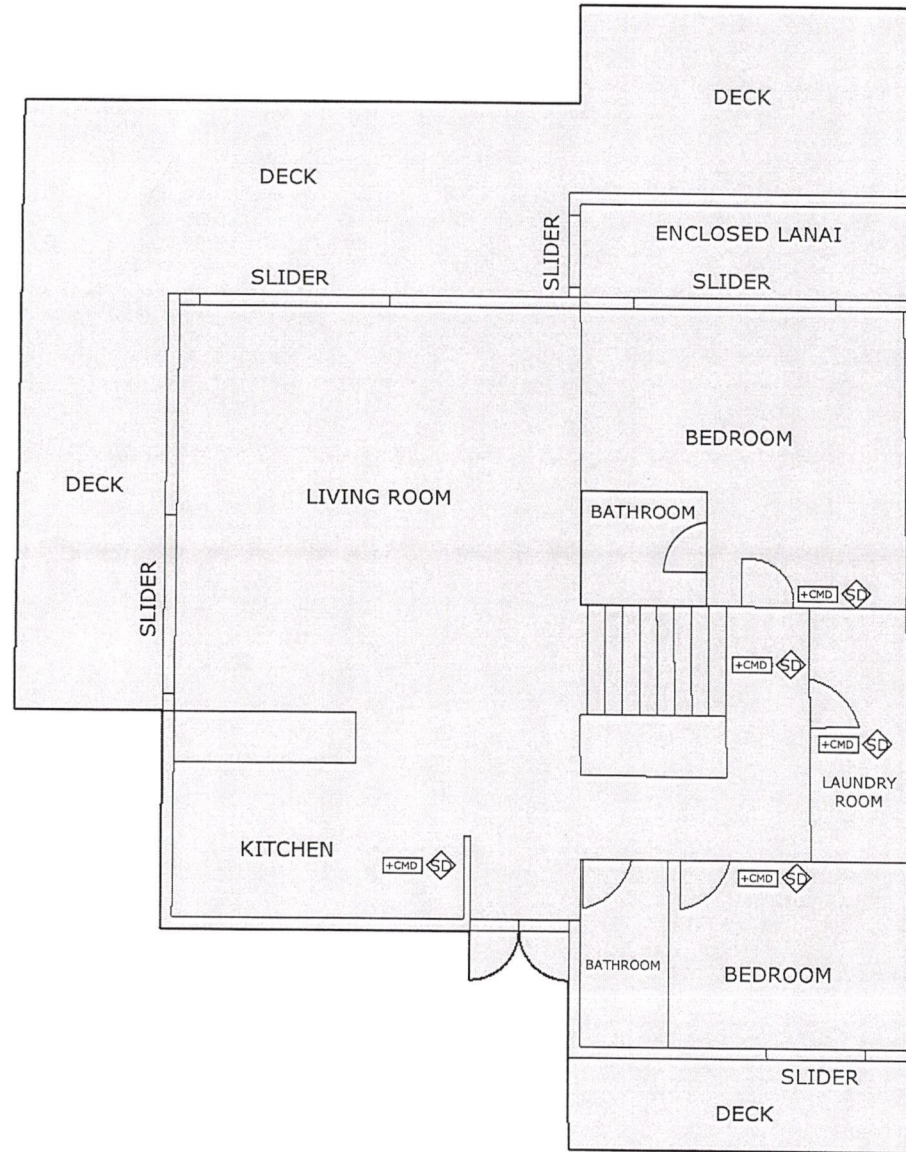 DECK
DECK
SLIDER
ENCLOSED LANAI
SLIDER
SLIDER
BEDROOM
DECK
LIVING ROOM
BATHROOM
SLIDER
+CMD SD
+CMD SD
+CMD SD
LAUNDRY
ROOM
KITCHEN
+CMD SD
+CMD SD
BATHROOM
BEDROOM
SLIDER
DECK